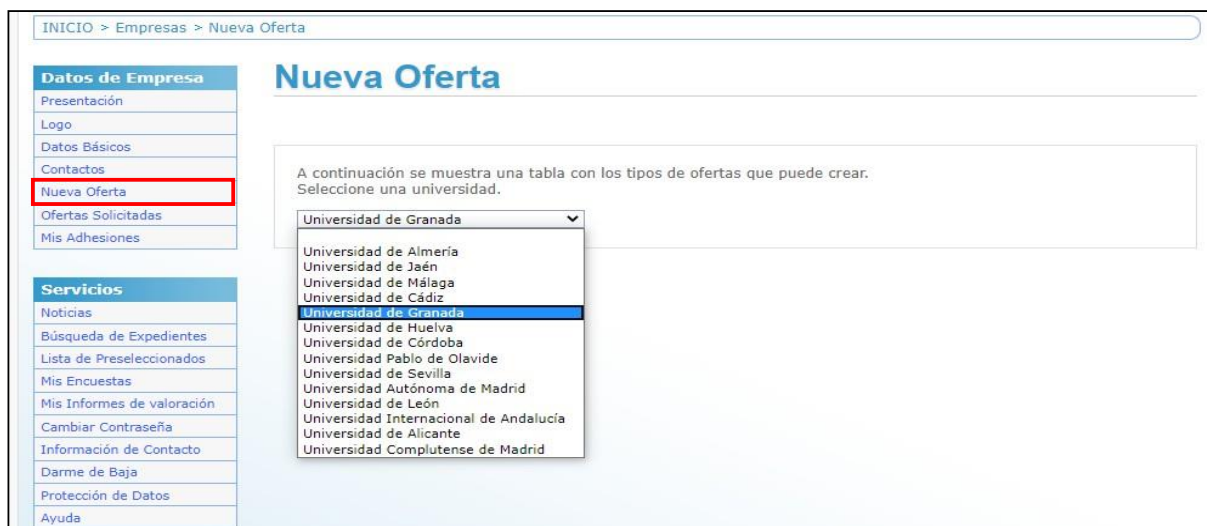 INICIO > Empresas > Nueva Oferta
Datos de Empresa
Presentación
Logo
Datos Básicos
Contactos
Nueva Oferta
Ofertas Solicitadas
Mis Adhesiones
Servicios
Noticias
Búsqueda de Expedientes
Lista de Preseleccionados
Mis Encuestas
Mis Informes de valoración
Cambiar Contraseña
Información de Contacto
Darme de Baja
Protección de Datos
Ayuda
Nueva Oferta
A continuación se muestra una tabla con los tipos de ofertas que puede crear.
Seleccione una universidad.
Universidad de Granada
Universidad de Almería
Universidad de Jaén
Universidad de Málaga
Universidad de Cádiz
Universidad de Granada
Universidad de Huelva
Universidad de Córdoba
Universidad Pablo de Olavide
Universidad de Sevilla
Universidad Autónoma de Madrid
Universidad de León
Universidad Internacional de Andalucía
Universidad de Alicante
Universidad Complutense de Madrid